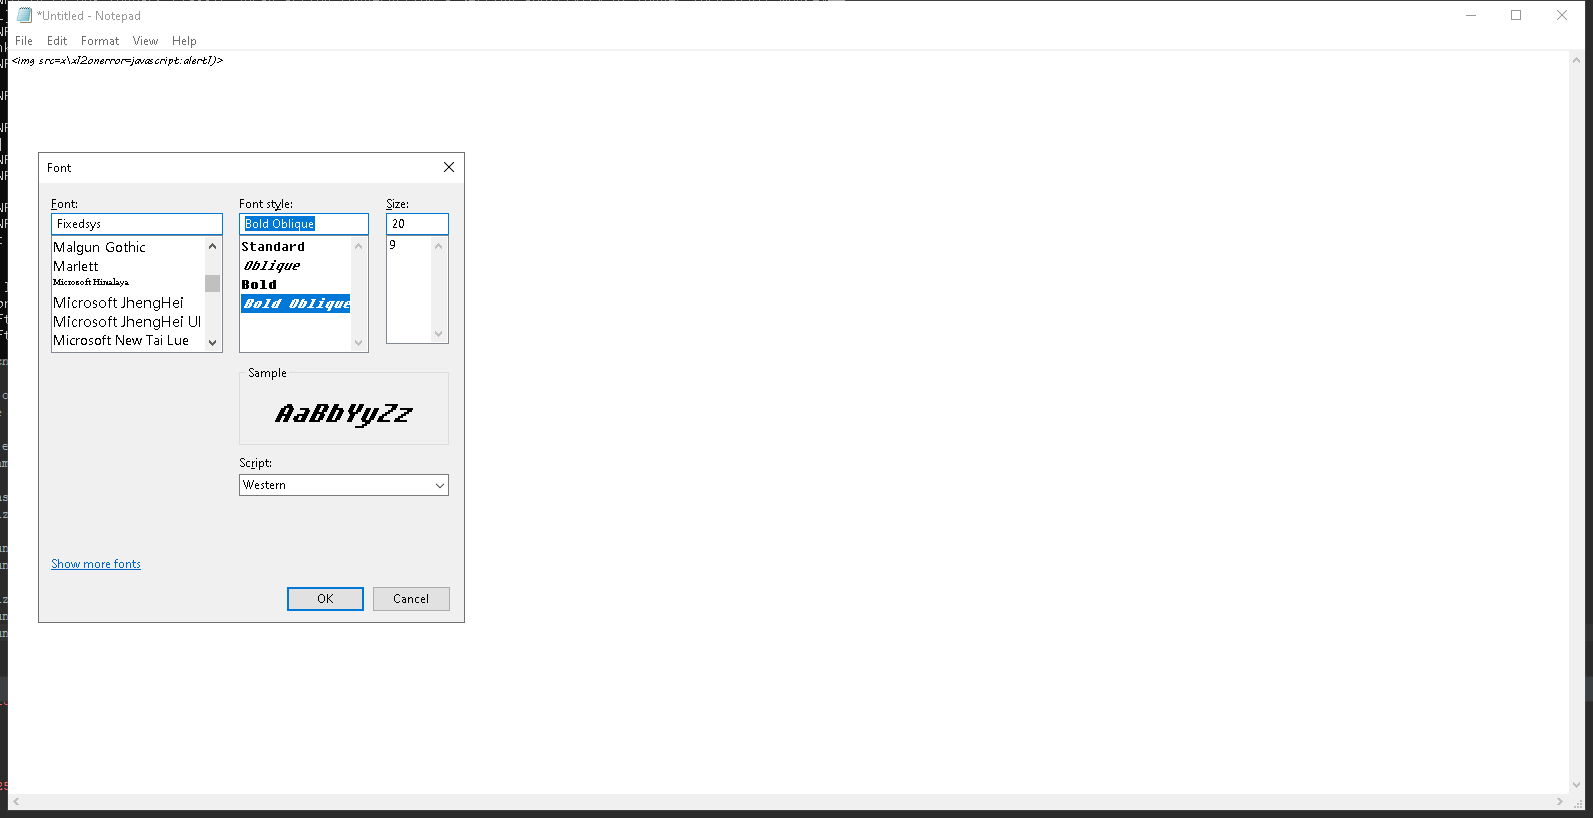 *Untitled - Notepad
File Edit Format View Help
<img src=x\x12onerror=javascript:alert1)>
Font
Font: Font style: Size:
Fixedsys Bold Oblique 20
Malgun Gothic Standard 9
Marlett Oblique
Microsoft Himalaya Bold
Microsoft JhengHei Bold Oblique
Microsoft JhengHei UI
Microsoft New Tai Lue
Sample
AaBbYyZz
Script:
Western
Show more fonts
OK Cancel